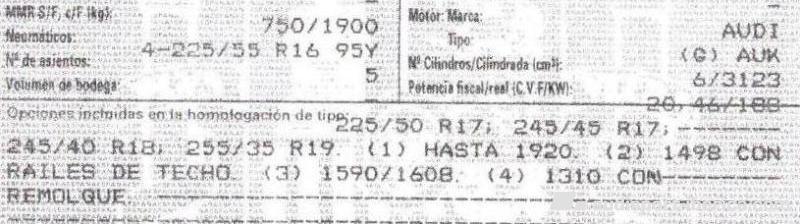 MMR S/F, c/F (kg): 750/1900 Motor: Marca: AUDI
Neumáticos: 4-225/55 R16 95Y Tipo: (G) AUK
Nº de asientos: 5 Nº Cilindros/Cilindrada (cm³): 6/3123
Volumen de bodega: Potencia fiscal/real (C.V.F/KW): 20,46/188
Opciones incluidas en la homologación de tipo: 225/50 R17; 245/45 R17;-------
245/40 R18; 255/35 R19. (1) HASTA 1920. (2) 1498 CON
RAILES DE TECHO. (3) 1590/1608. (4) 1310 CON-------
REMOLQUE.